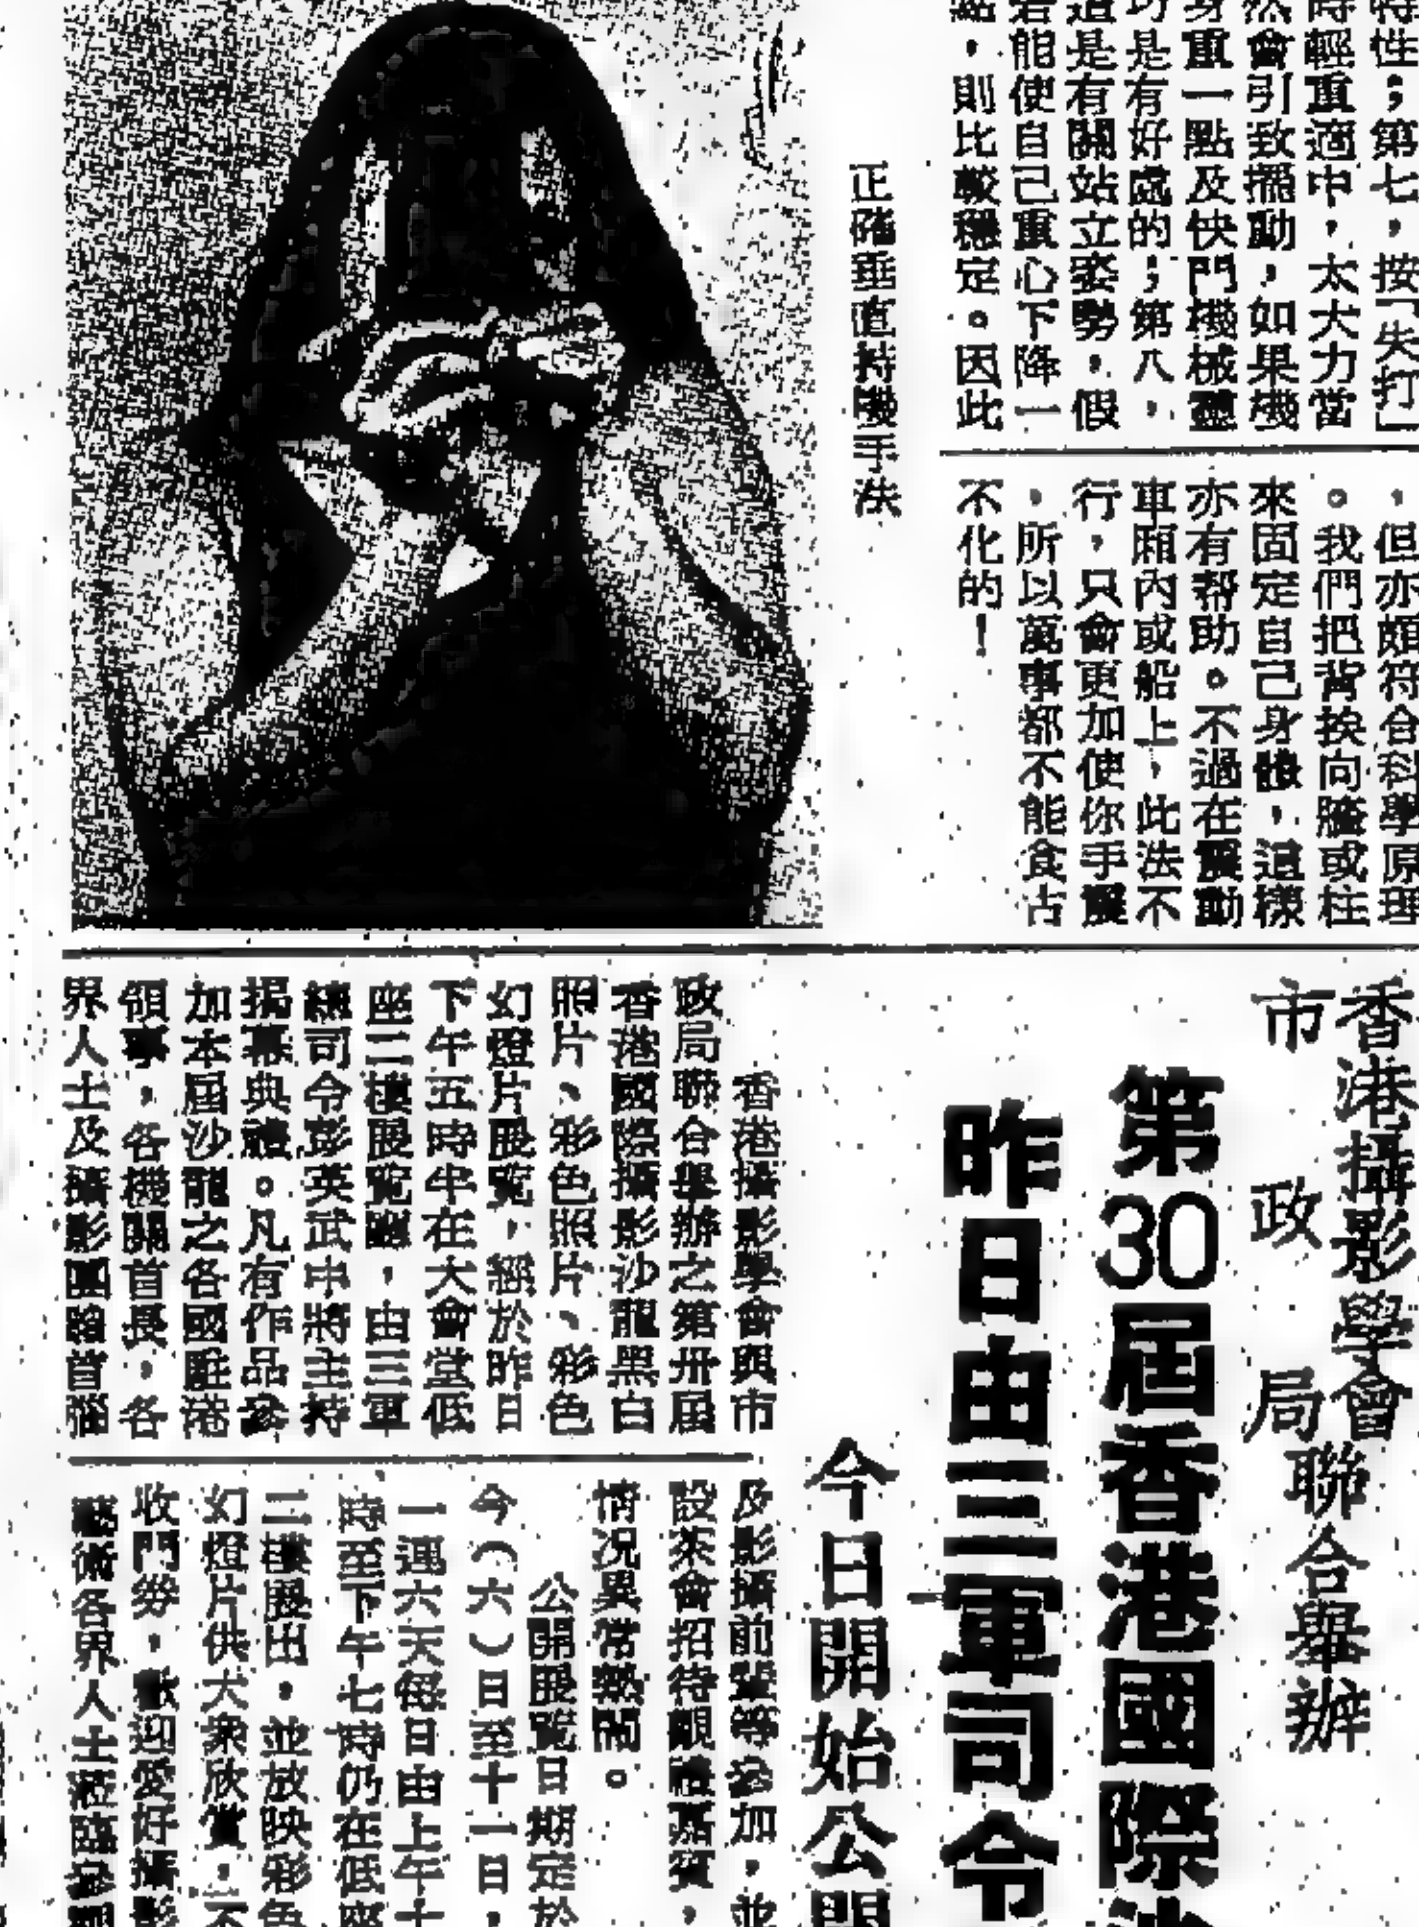 特性；第七，按「失打」
時輕重適中，太大力當
然會引致搖動，如果機
身重一點及快門機械靈
巧是有好處的；第八，
這是有關站立姿勢，假
若能使自己重心下降一
點，則比較穩定。因此
，但亦頗符合科學原理
。我們把背挨向牆或柱
來固定自己身體，這樣
亦有帮助。不過在震動
車廂內或船上，此法不
行，只會更加使你手震
，所以萬事都不能食古
不化的！
正確垂直持機手法
香港攝影學會
市政局
聯合舉辦
第30屆香港國際沙
昨日由三軍司令
今日開始公開
香港攝影學會與市
政局聯合舉辦之第卅屆
香港國際攝影沙龍黑白
照片、彩色照片、彩色
幻燈片展覽，經於昨日
下午五時半在大會堂低
座二樓展覽廳，由三軍
總司令彭英武中將主持
揭幕典禮。凡有作品參
加本屆沙龍之各國駐港
領事，各機關首長，各
界人士及攝影團體首腦
及影攝前輩等參加，並
設茶會招待觀禮嘉賓，
情況異常熱鬧。
公開展覽日期定於
今（六）日至十一日，
一連六天每日由上午十
時至下午七時仍在低座
二樓展出，並放映彩色
幻燈片供大衆欣賞，不
收門券，歡迎愛好攝影
藝術各界人士蒞臨參觀